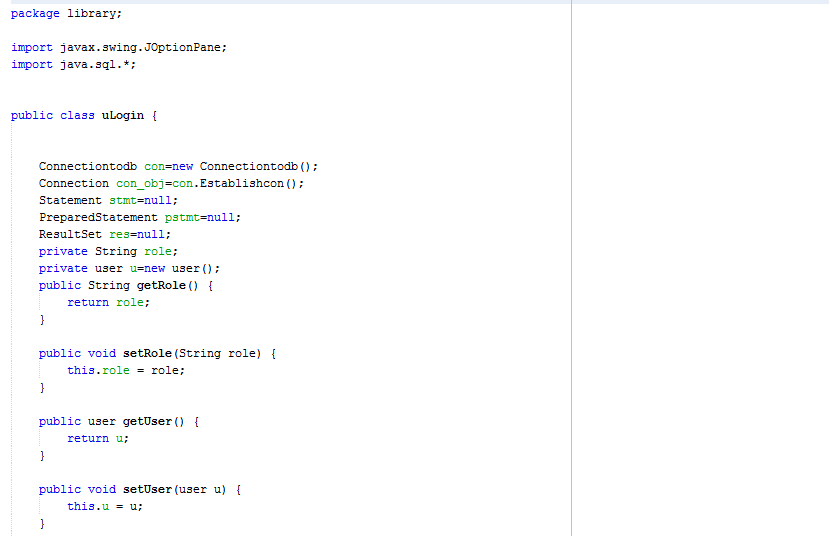 package library;
import javax.swing.JOptionPane;
import java.sql.*;
public class uLogin {
Connectiontodb con=new Connectiontodb();
Connection con_obj=con.Establishcon();
Statement stmt=null;
PreparedStatement pstmt=null;
ResultSet res=null;
private String role;
private user u=new user();
public String getRole() {
return role;
}
public void setRole(String role) {
this.role = role;
}
public user getUser() {
return u;
}
public void setUser(user u) {
this.u = u;
}